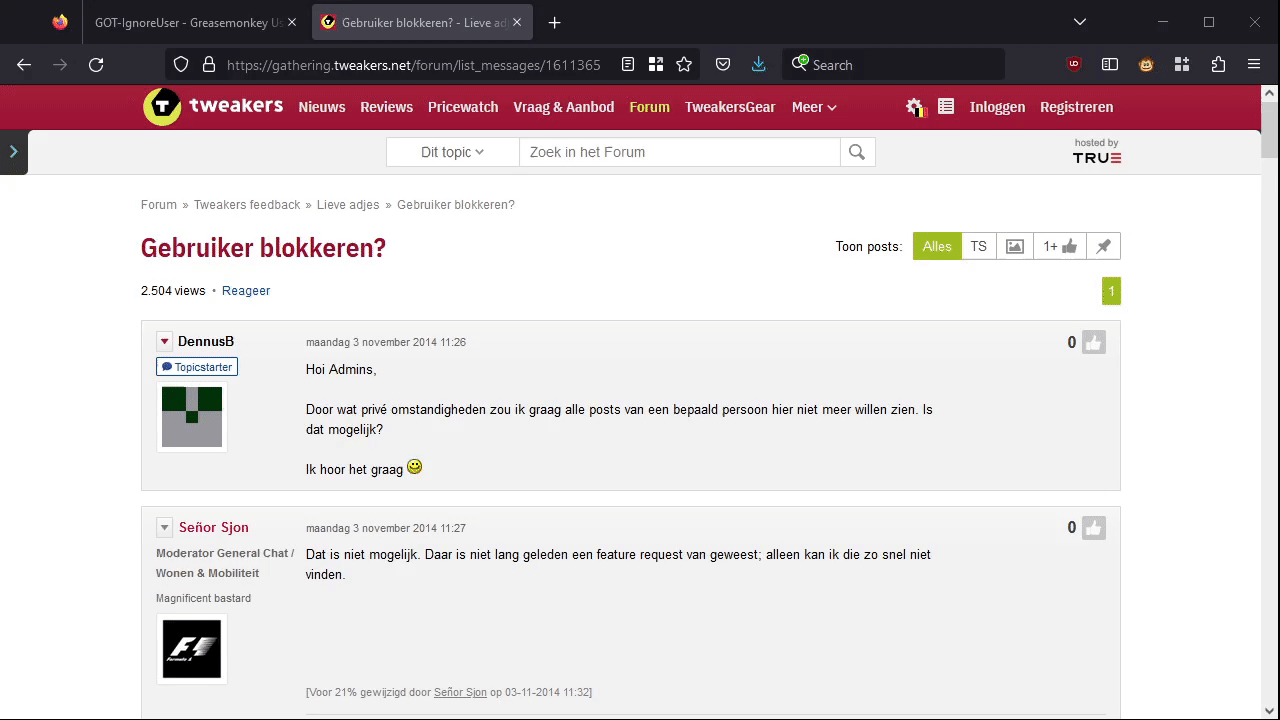 GOT-IgnoreUser - Greasemonkey Us
Gebruiker blokkeren? - Lieve adj
https://gathering.tweakers.net/forum/list_messages/1611365
Search
tweakers Nieuws Reviews Pricewatch Vraag & Aanbod Forum TweakersGear Meer Inloggen Registreren
Dit topic Zoek in het Forum
hosted by
TRUE
Forum » Tweakers feedback » Lieve adjes » Gebruiker blokkeren?
Gebruiker blokkeren?
Toon posts: Alles TS 1+
2.504 views • Reageer
1
DennusB
maandag 3 november 2014 11:26
0
Topicstarter
Hoi Admins,
Door wat privé omstandigheden zou ik graag alle posts van een bepaald persoon hier niet meer willen zien. Is
dat mogelijk?
Ik hoor het graag
Señor Sjon
maandag 3 november 2014 11:27
0
Moderator General Chat /
Wonen & Mobiliteit
Magnificent bastard
F1
Formula 1
Dat is niet mogelijk. Daar is niet lang geleden een feature request van geweest; alleen kan ik die zo snel niet
vinden.
[Voor 21% gewijzigd door Señor Sjon op 03-11-2014 11:32]